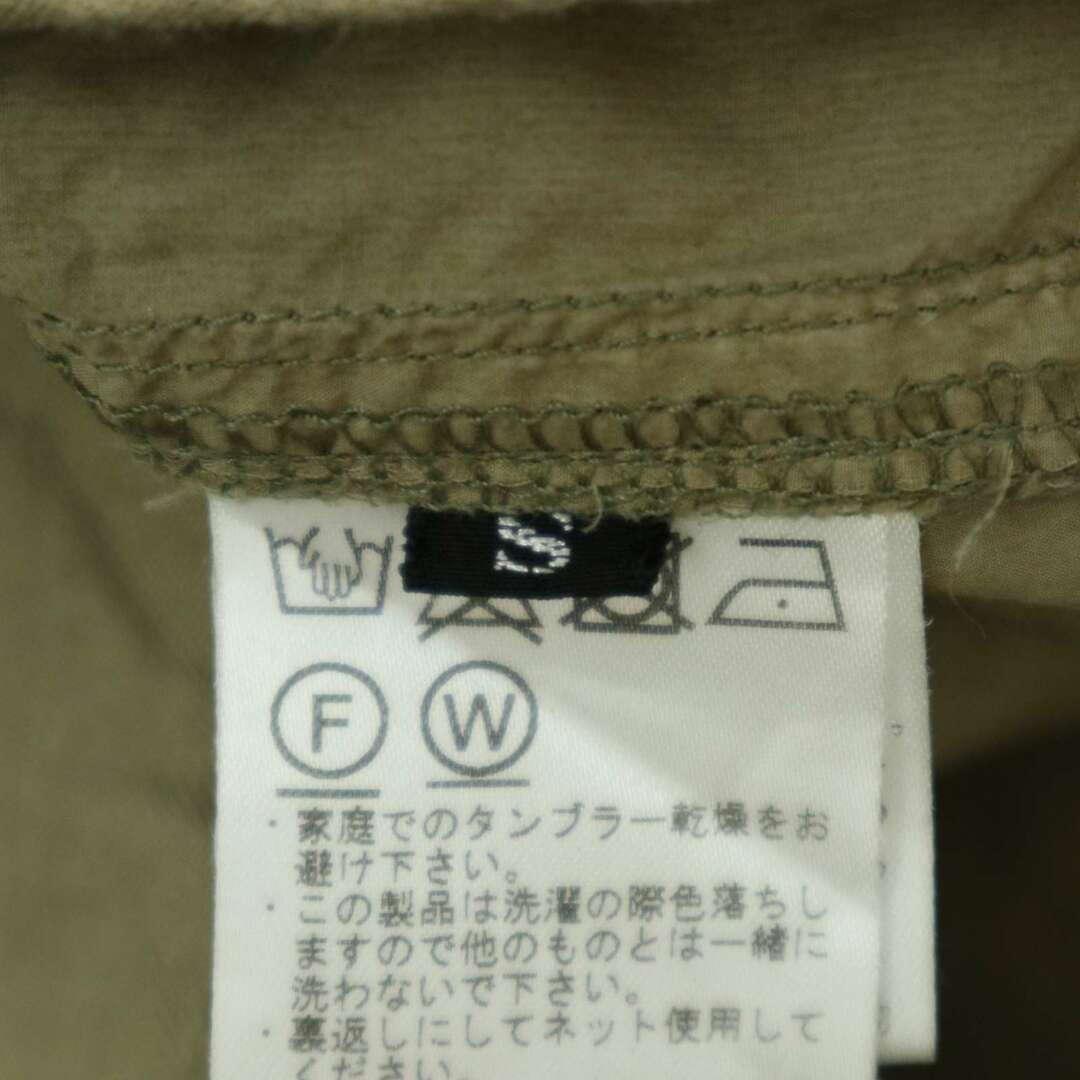 S
F W
・家庭でのタンブラー乾燥をお
避け下さい。
・この製品は洗濯の際色落ちし
ますので他のものとは一緒に
洗わないで下さい。
・裏返しにしてネット使用して
ください。